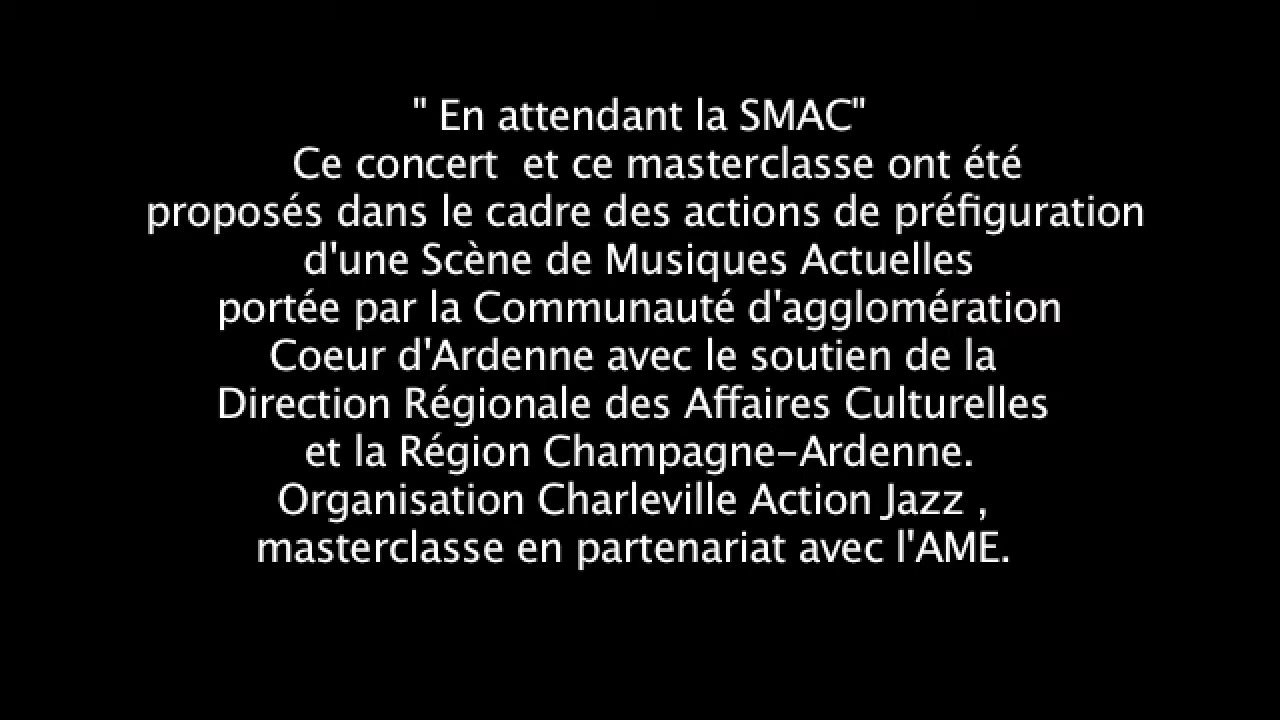 " En attendant la SMAC"
Ce concert  et ce masterclasse ont été
proposés dans le cadre des actions de préfiguration
d'une Scène de Musiques Actuelles
portée par la Communauté d'agglomération
Coeur d'Ardenne avec le soutien de la
Direction Régionale des Affaires Culturelles
et la Région Champagne-Ardenne.
Organisation Charleville Action Jazz ,
masterclasse en partenariat avec l'AME.